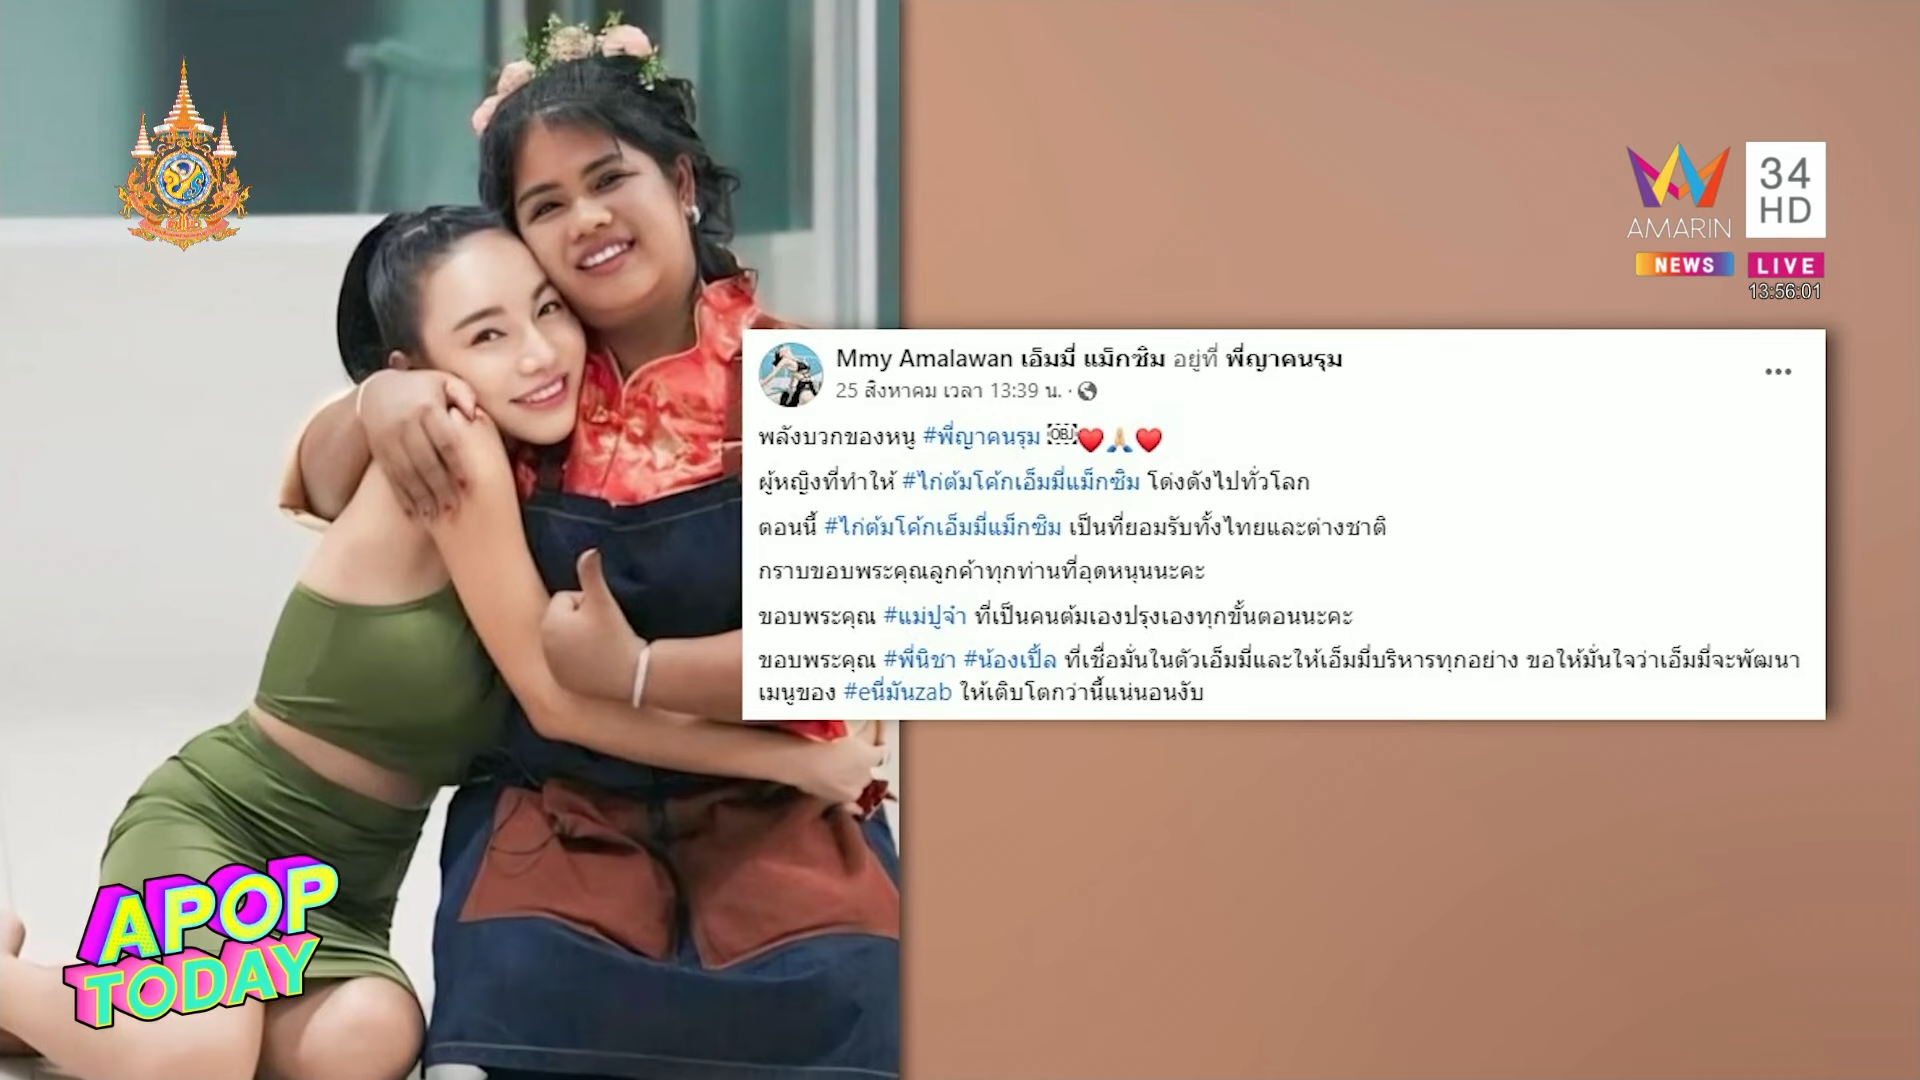 AMARIN
34
HD
NEWS
LIVE
13:56:01
Mmy Amalawan เอ็มมี่ แม็กซิม อยู่ที่ พี่ญาคนรุม
25 สิงหาคม เวลา 13:39 น. ·
พลังบวกของหนู #พี่ญาคนรุม OBJ❤️🙏🏼❤️
ผู้หญิงที่ทำให้ #ไก่ต้มโค้กเอ็มมี่แม็กซิม โด่งดังไปทั่วโลก
ตอนนี้ #ไก่ต้มโค้กเอ็มมี่แม็กซิม เป็นที่ยอมรับทั้งไทยและต่างชาติ
กราบขอบพระคุณลูกค้าทุกท่านที่อุดหนุนนะคะ
ขอบพระคุณ #แม่ปูจ๋า ที่เป็นคนต้มเองปรุงเองทุกขั้นตอนนะคะ
ขอบพระคุณ #พี่นิชา #น้องเปิ้ล ที่เชื่อมั่นในตัวเอ็มมี่และให้เอ็มมี่บริหารทุกอย่าง ขอให้มั่นใจว่าเอ็มมี่จะพัฒนา
เมนูของ #eนี่มันzab ให้เติบโตกว่านี้แน่นอนงับ
APOP
TODAY